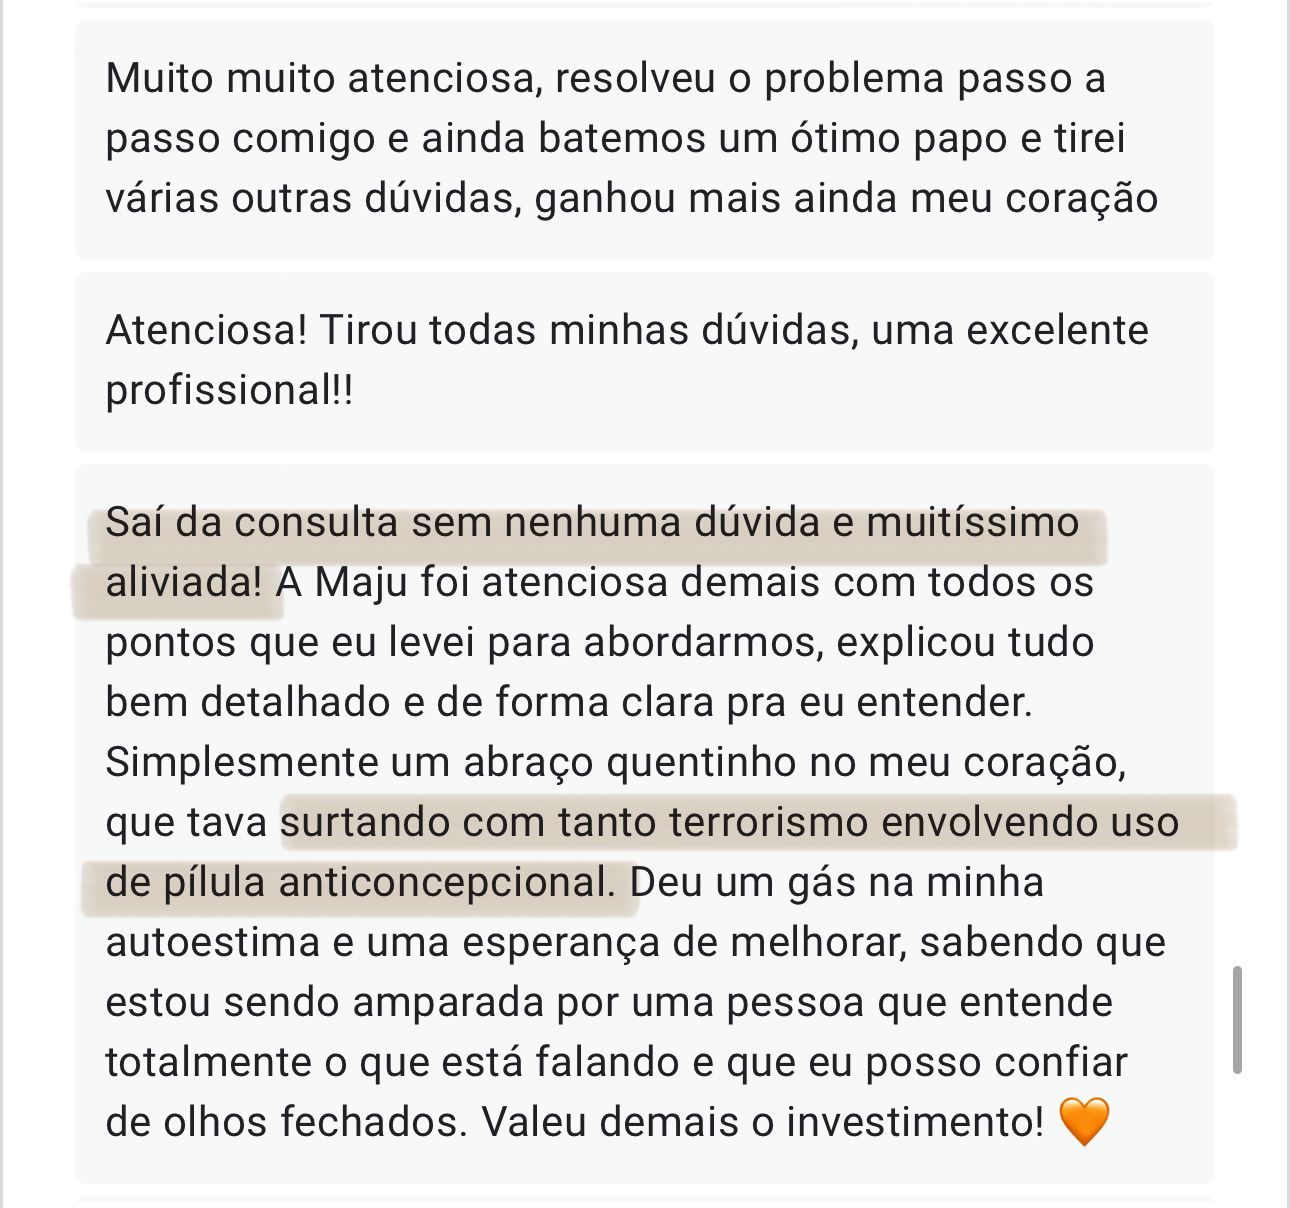 Muito muito atenciosa, resolveu o problema passo a
passo comigo e ainda batemos um ótimo papo e tirei
várias outras dúvidas, ganhou mais ainda meu coração
Atenciosa! Tirou todas minhas dúvidas, uma excelente
profissional!!
Saí da consulta sem nenhuma dúvida e muitíssimo
aliviada! A Maju foi atenciosa demais com todos os
pontos que eu levei para abordarmos, explicou tudo
bem detalhado e de forma clara pra eu entender.
Simplesmente um abraço quentinho no meu coração,
que tava surtando com tanto terrorismo envolvendo uso
de pílula anticoncepcional. Deu um gás na minha
autoestima e uma esperança de melhorar, sabendo que
estou sendo amparada por uma pessoa que entende
totalmente o que está falando e que eu posso confiar
de olhos fechados. Valeu demais o investimento! 🧡